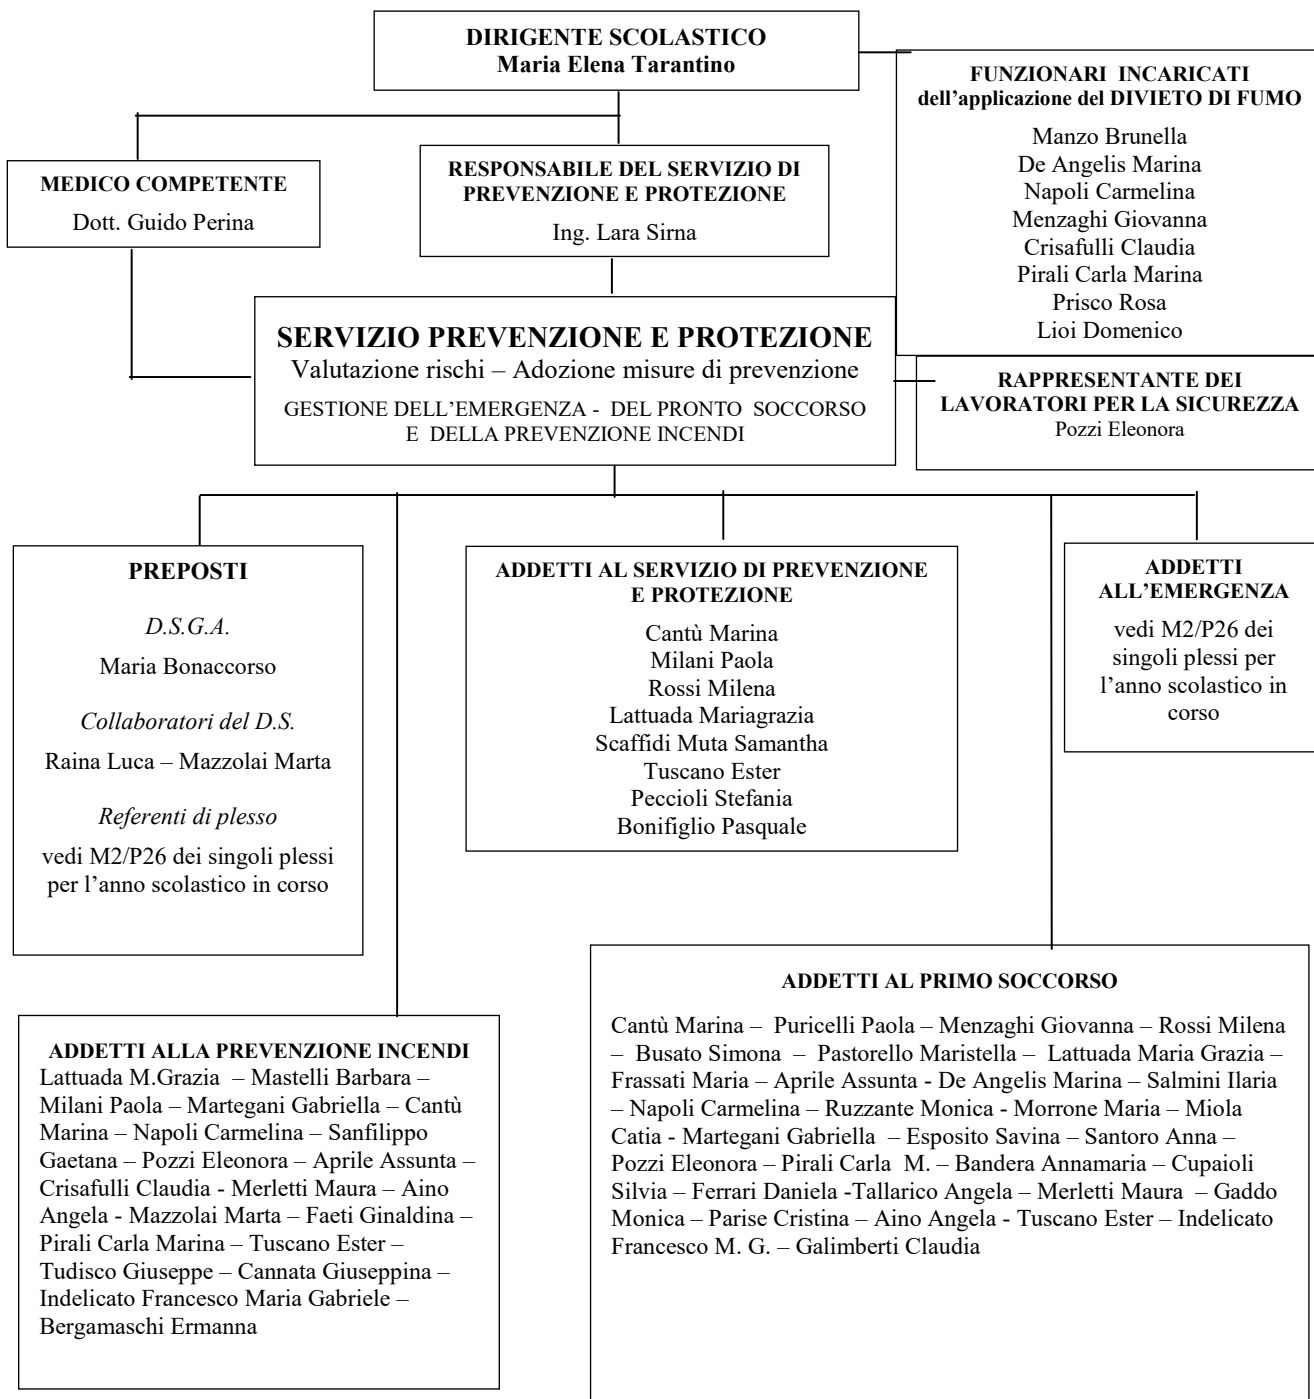 DIRIGENTE SCOLASTICO
Maria Elena Tarantino
FUNZIONARI INCARICATI
dell'applicazione del DIVIETO DI FUMO
Manzo Brunella
De Angelis Marina
Napoli Carmelina
Menzaghi Giovanna
Crisafulli Claudia
Pirali Carla Marina
Prisco Rosa
Lioi Domenico
MEDICO COMPETENTE
Dott. Guido Perina
RESPONSABILE DEL SERVIZIO DI
PREVENZIONE E PROTEZIONE
Ing. Lara Sirna
SERVIZIO PREVENZIONE E PROTEZIONE
Valutazione rischi – Adozione misure di prevenzione
GESTIONE DELL'EMERGENZA - DEL PRONTO SOCCORSO
E DELLA PREVENZIONE INCENDI
RAPPRESENTANTE DEI
LAVORATORI PER LA SICUREZZA
Pozzi Eleonora
PREPOSTI
D.S.G.A.
Maria Bonaccorso
Collaboratori del D.S.
Raina Luca – Mazzolai Marta
Referenti di plesso
vedi M2/P26 dei singoli plessi
per l'anno scolastico in corso
ADDETTI AL SERVIZIO DI PREVENZIONE
E PROTEZIONE
Cantù Marina
Milani Paola
Rossi Milena
Lattuada Mariagrazia
Scaffidi Muta Samantha
Tuscano Ester
Peccioli Stefania
Bonifiglio Pasquale
ADDETTI
ALL'EMERGENZA
vedi M2/P26 dei
singoli plessi per
l'anno scolastico in
corso
ADDETTI ALLA PREVENZIONE INCENDI
Lattuada M.Grazia – Mastelli Barbara –
Milani Paola – Martegani Gabriella – Cantù
Marina – Napoli Carmelina – Sanfilippo
Gaetana – Pozzi Eleonora – Aprile Assunta –
Crisafulli Claudia - Merletti Maura – Aino
Angela - Mazzolai Marta – Faeti Ginaldina –
Pirali Carla Marina – Tuscano Ester –
Tudisco Giuseppe – Cannata Giuseppina –
Indelicato Francesco Maria Gabriele –
Bergamaschi Ermanna
ADDETTI AL PRIMO SOCCORSO
Cantù Marina – Puricelli Paola – Menzaghi Giovanna – Rossi Milena
– Busato Simona – Pastorello Maristella – Lattuada Maria Grazia –
Frassati Maria – Aprile Assunta - De Angelis Marina – Salmini Ilaria
– Napoli Carmelina – Ruzzante Monica - Morrone Maria – Miola
Catia - Martegani Gabriella – Esposito Savina – Santoro Anna –
Pozzi Eleonora – Pirali Carla M. – Bandera Annamaria – Cupaioli
Silvia – Ferrari Daniela -Tallarico Angela – Merletti Maura – Gaddo
Monica – Parise Cristina – Aino Angela - Tuscano Ester – Indelicato
Francesco M. G. – Galimberti Claudia